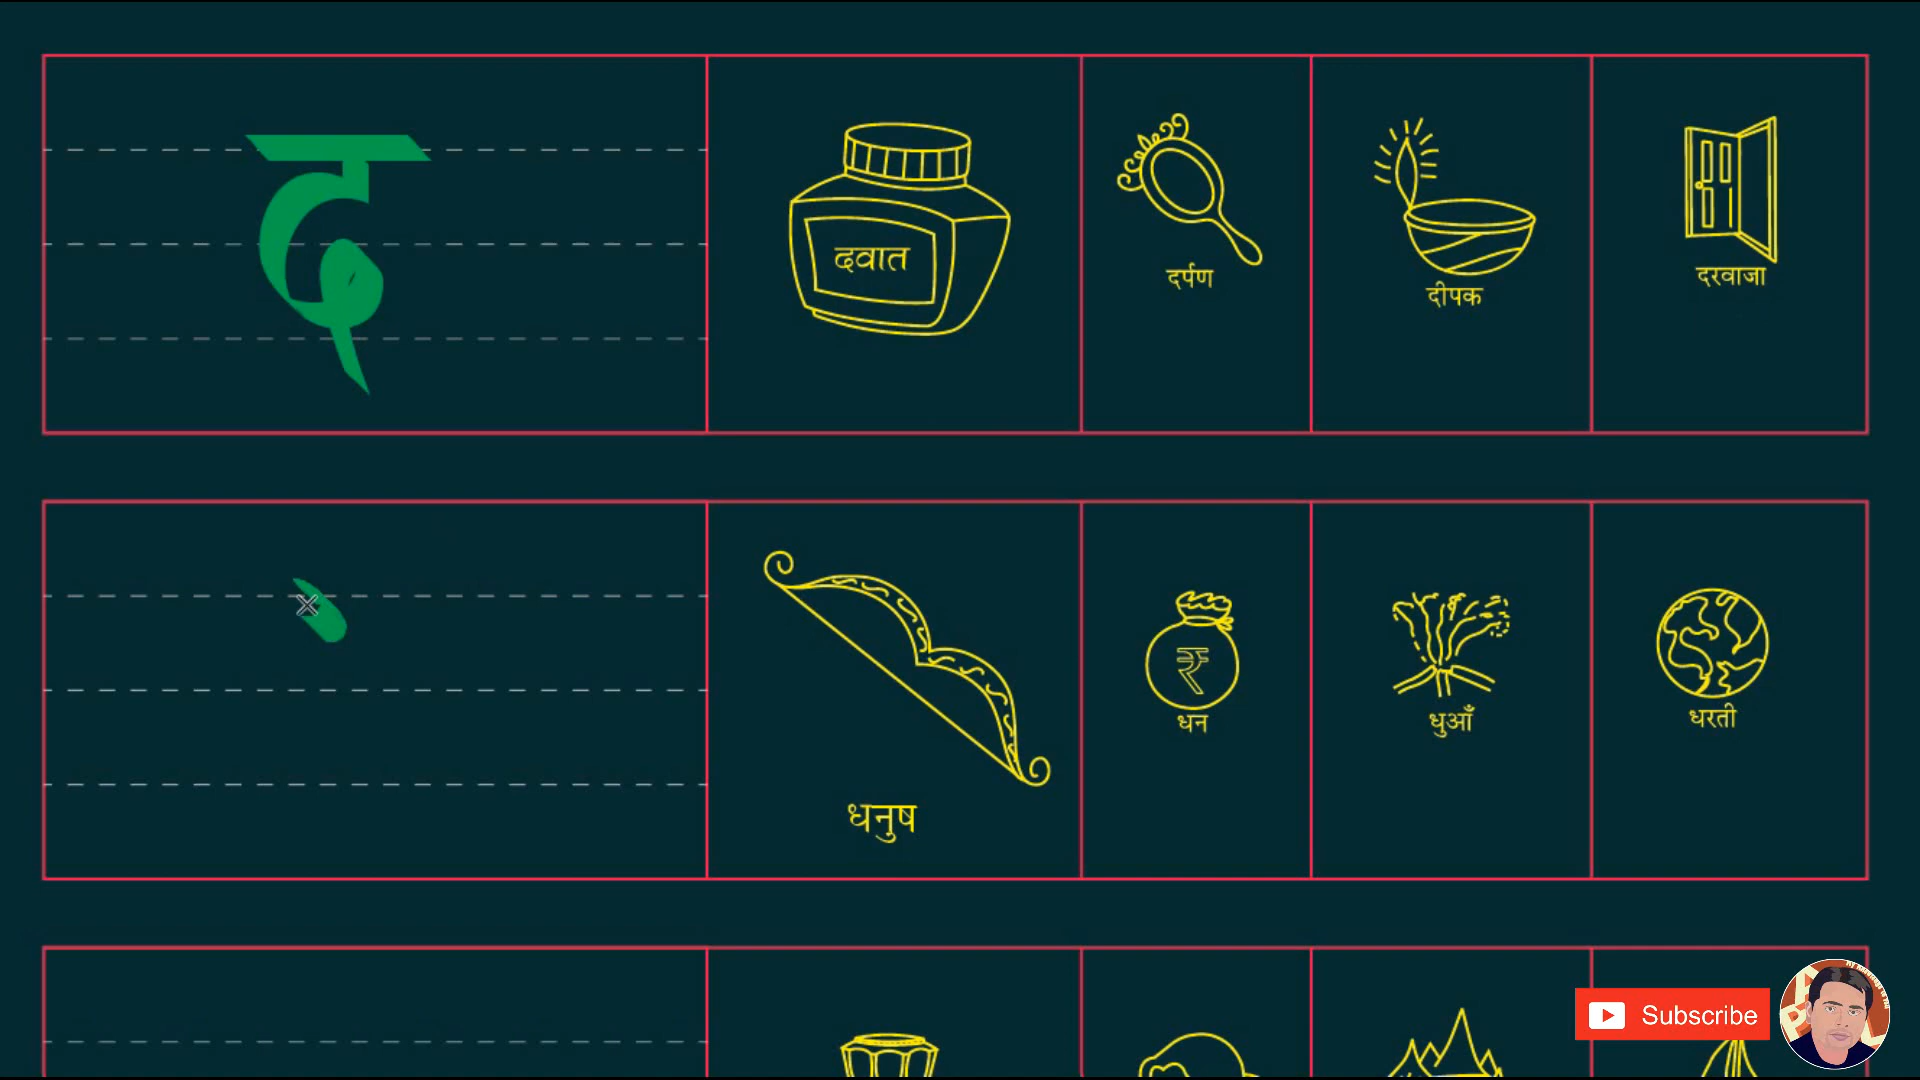 द
दवात
दर्पण
दीपक
दरवाजा
₹
धन
धुआँ
धरती
धनुष
Subscribe